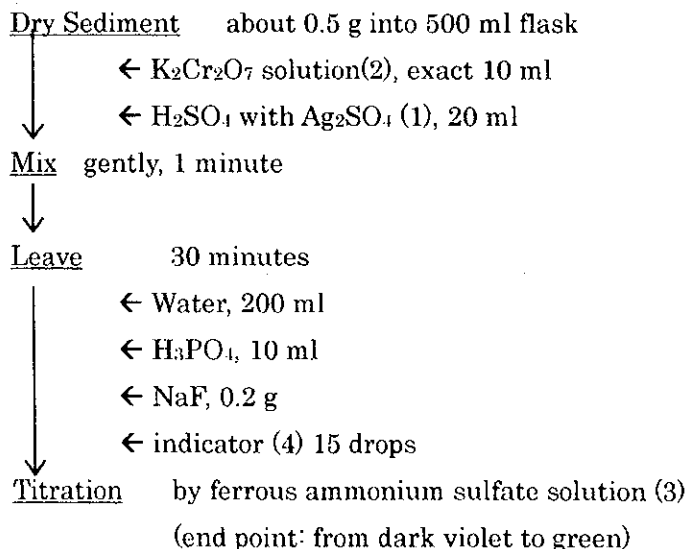 Dry Sediment about 0.5 g into 500 ml flask
← K₂Cr₂O₇ solution(2), exact 10 ml
← H₂SO₄ with Ag₂SO₄ (1), 20 ml
Mix gently, 1 minute
Leave 30 minutes
← Water, 200 ml
← H₃PO₄, 10 ml
← NaF, 0.2 g
← indicator (4) 15 drops
Titration by ferrous ammonium sulfate solution (3)
(end point: from dark violet to green)